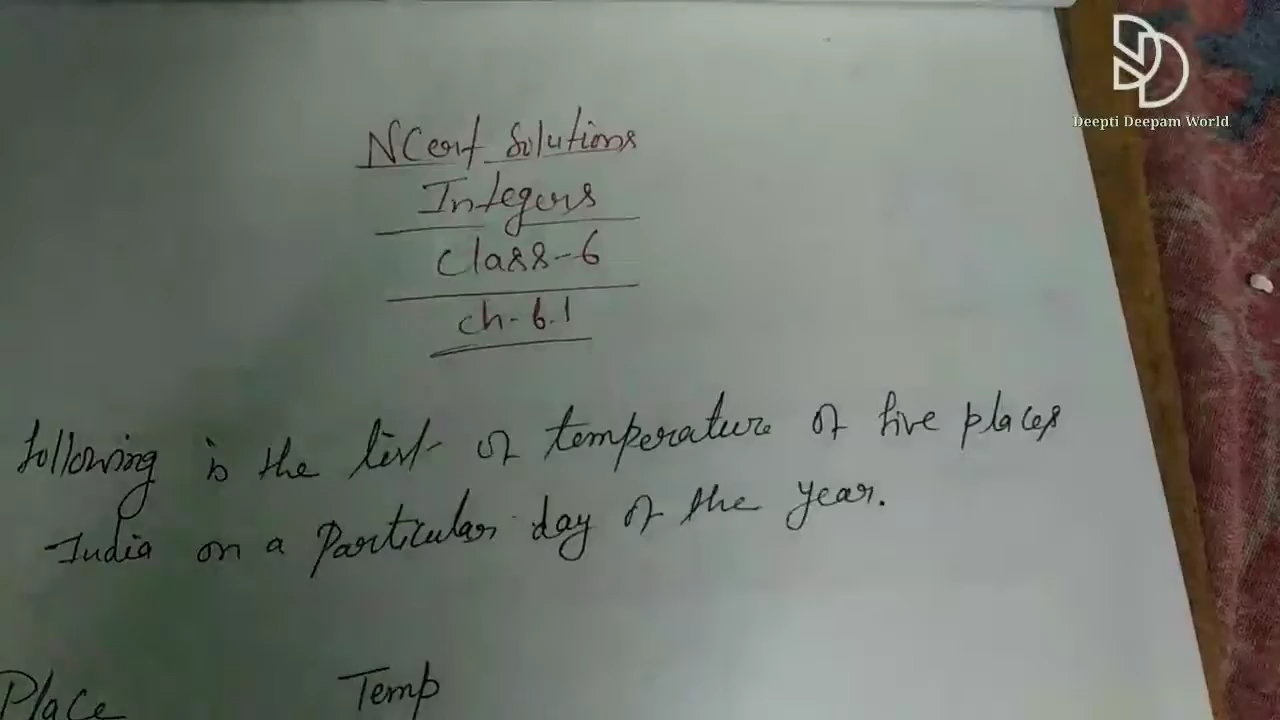 NCert Solutions
Integers
Class-6
Ch-6.1
following is the list of temperature of five places
India on a Particular day of the year.
Place Temp
Deepti Deepam World